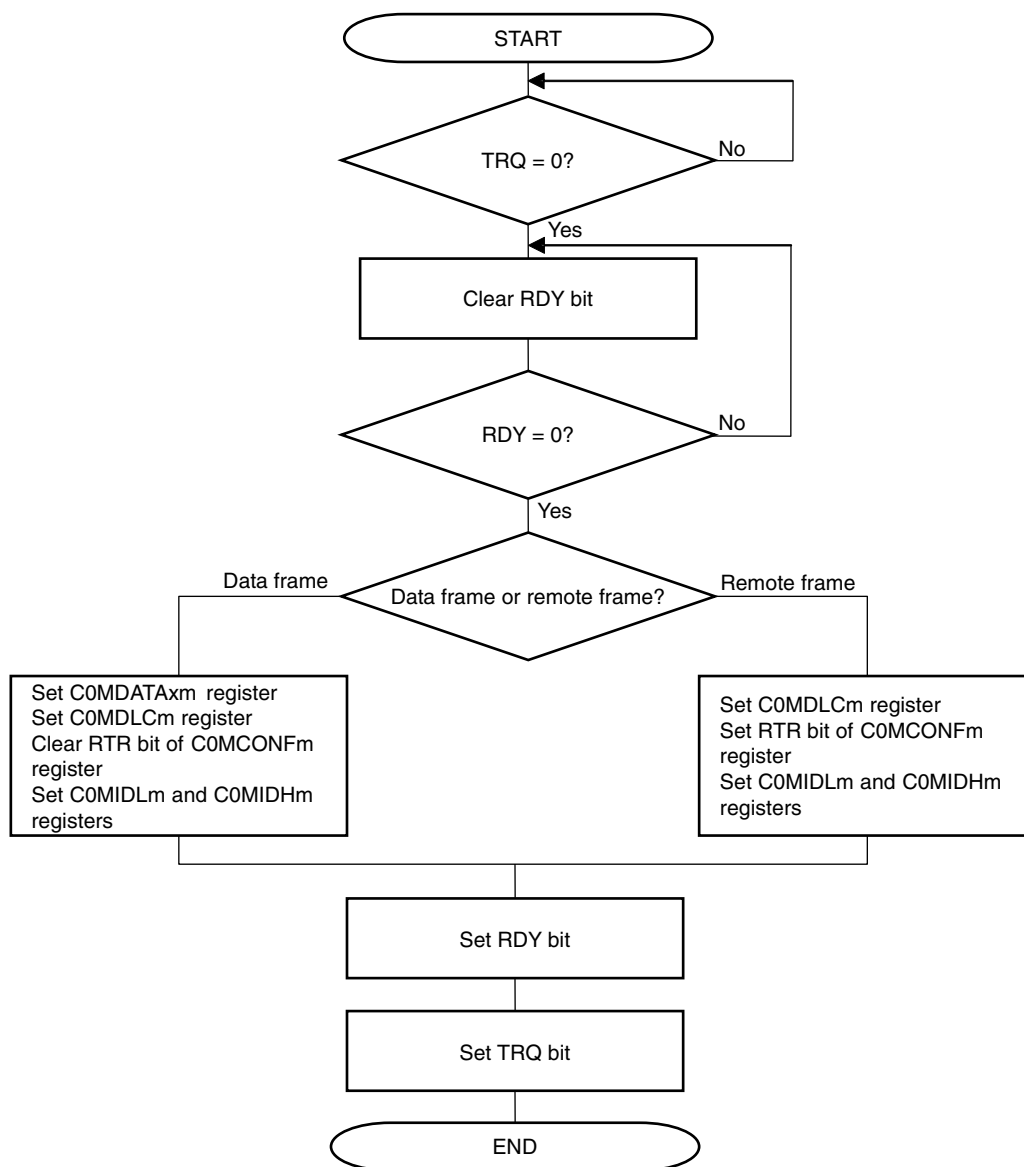 START
TRQ = 0?
No
Yes
Clear RDY bit
RDY = 0?
No
Yes
Data frame
Data frame or remote frame?
Remote frame
Set C0MDATAxm register
Set C0MDLCm register
Clear RTR bit of C0MCONFm
register
Set C0MIDLm and C0MIDHm
registers
Set C0MDLCm register
Set RTR bit of C0MCONFm
register
Set C0MIDLm and C0MIDHm
registers
Set RDY bit
Set TRQ bit
END